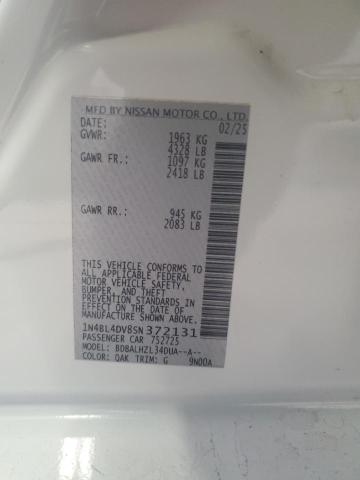 MFD BY NISSAN MOTOR CO., LTD.
DATE: 02/25
GVWR: 1963 KG
4328 LB
GAWR FR.: 1097 KG
2418 LB
GAWR RR.: 945 KG
2083 LB
THIS VEHICLE CONFORMS TO
ALL APPLICABLE FEDERAL
MOTOR VEHICLE SAFETY,
BUMPER, AND THEFT
PREVENTION STANDARDS IN
EFFECT ON THE DATE OF
MANUFACTURE SHOWN ABOVE.
1N4BL4DV8SN372131
PASSENGER CAR 752725
MODEL: BDBALHZL34DUA--A--
COLOR: QAK TRIM: G 9N00A